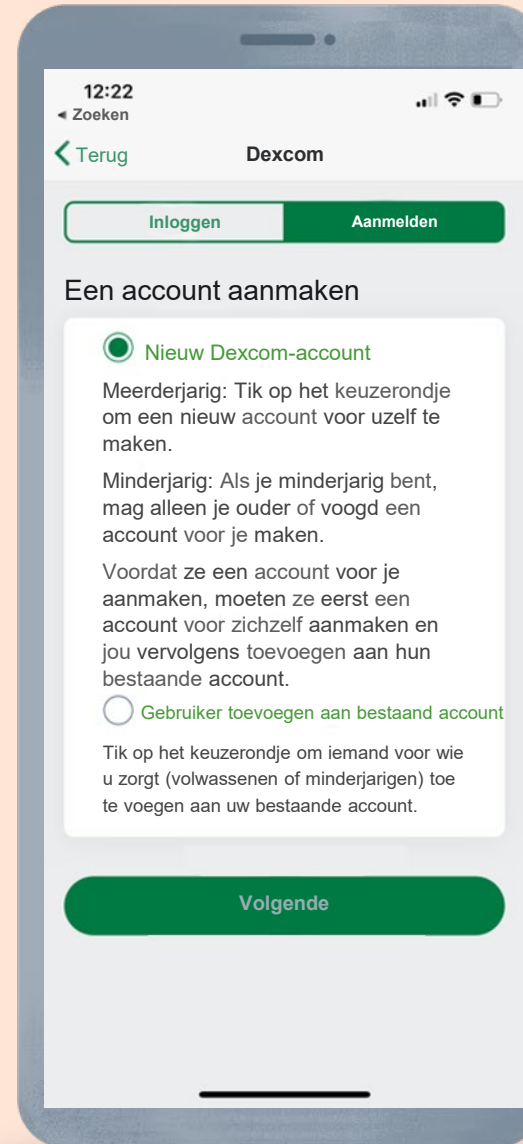 12:22
◄ Zoeken
Terug
Dexcom
Inloggen
Aanmelden
Een account aanmaken
Nieuw Dexcom-account
Meerderjarig: Tik op het keuzerondje
om een nieuw account voor uzelf te
maken.
Minderjarig: Als je minderjarig bent,
mag alleen je ouder of voogd een
account voor je maken.
Voordat ze een account voor je
aanmaken, moeten ze eerst een
account voor zichzelf aanmaken en
jou vervolgens toevoegen aan hun
bestaande account.
Gebruiker toevoegen aan bestaand account
Tik op het keuzerondje om iemand voor wie
u zorgt (volwassenen of minderjarigen) toe
te voegen aan uw bestaande account.
Volgende